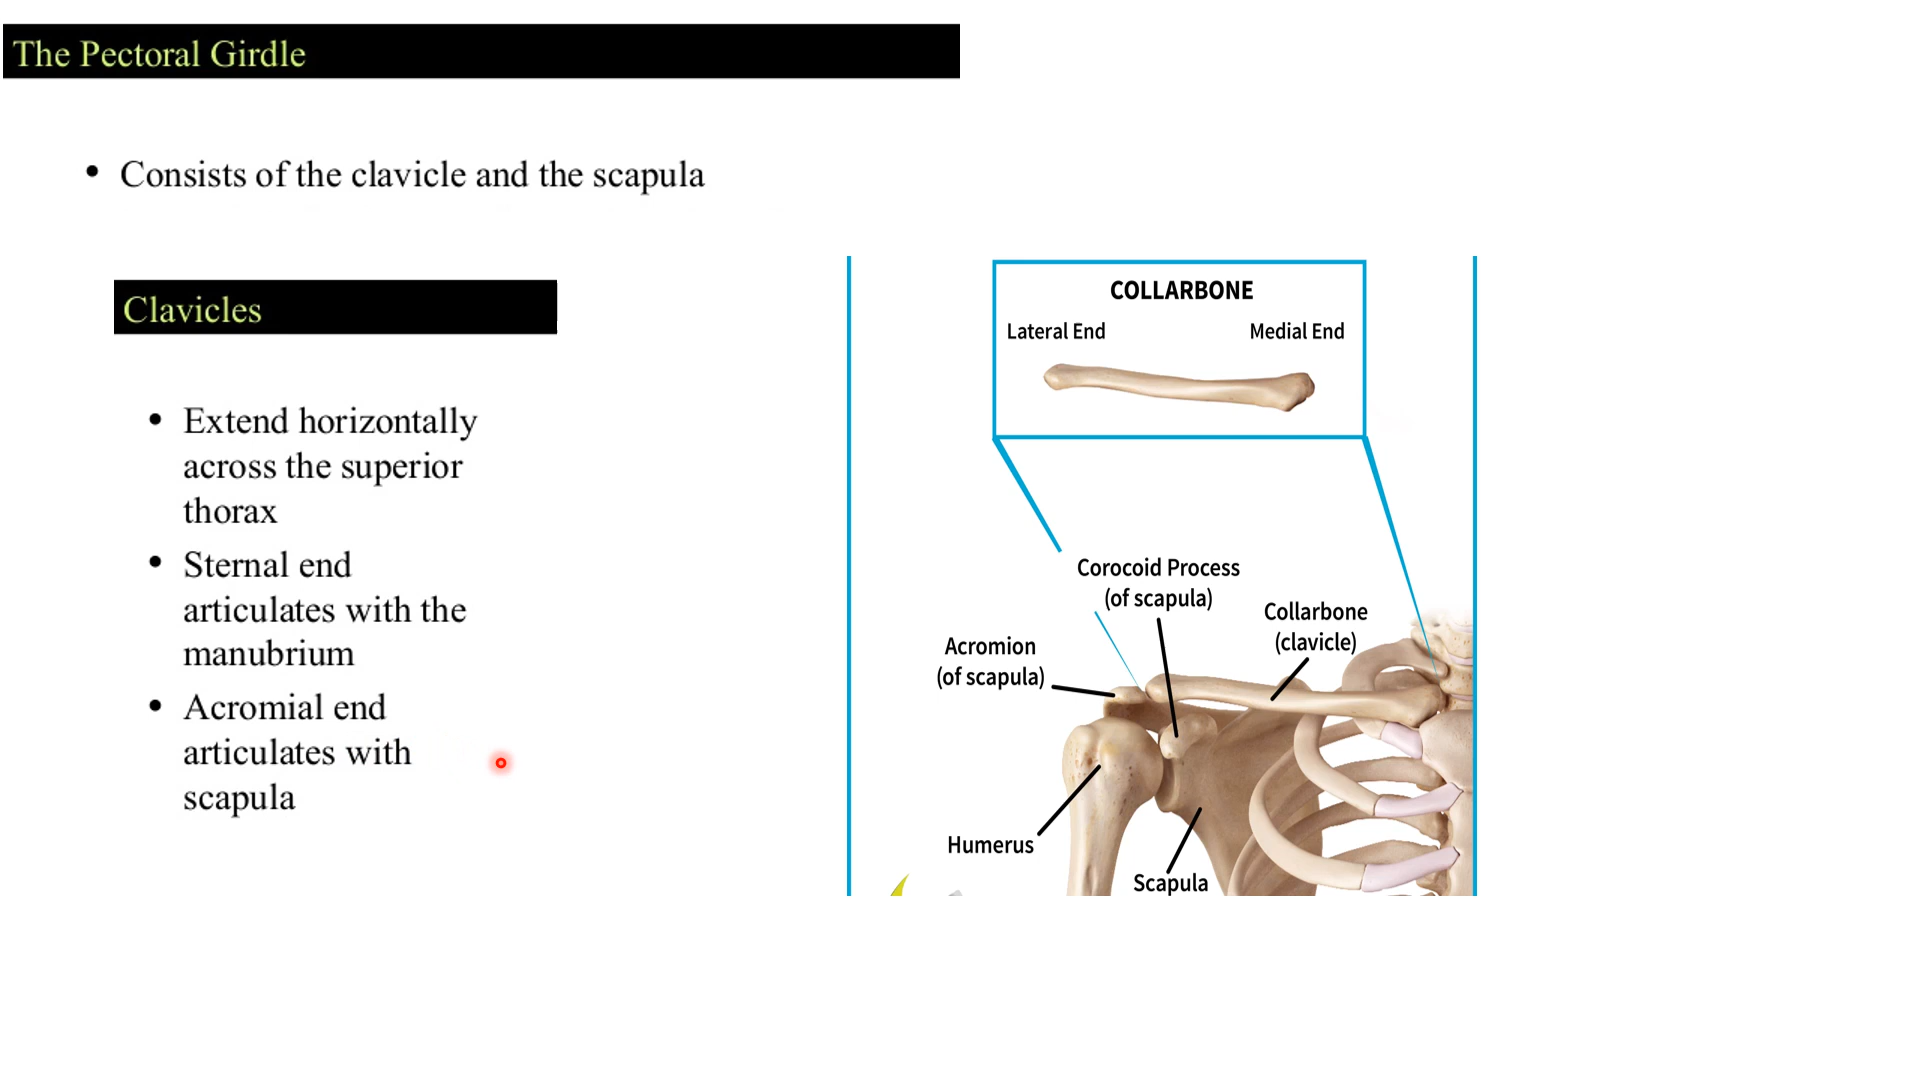 The Pectoral Girdle
• Consists of the clavicle and the scapula
Clavicles
• Extend horizontally
across the superior
thorax
• Sternal end
articulates with the
manubrium
• Acromial end
articulates with
scapula
COLLARBONE
Lateral End
Medial End
Corocoid Process
(of scapula)
Collarbone
(clavicle)
Acromion
(of scapula)
Humerus
Scapula